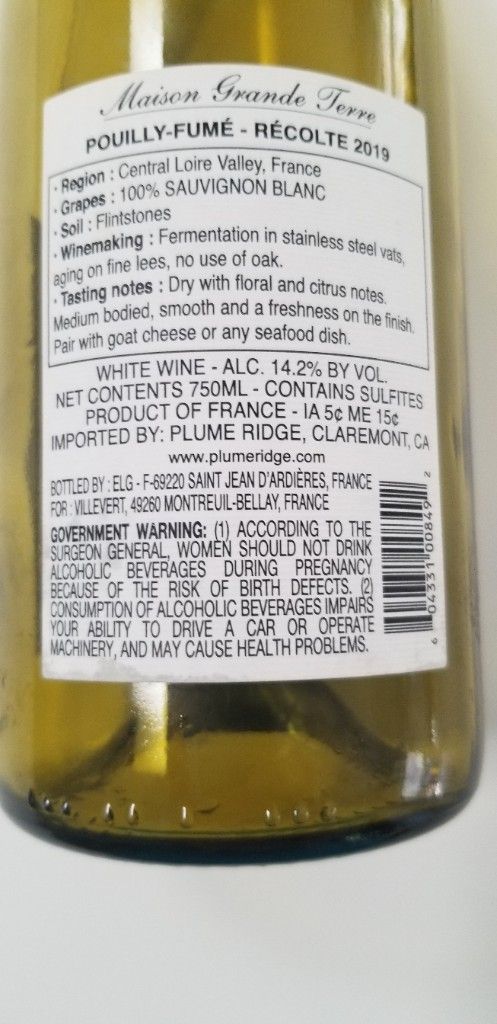 Maison Grande Terre
POUILLY-FUMÉ - RÉCOLTE 2019
· Region : Central Loire Valley, France
· Grapes : 100% SAUVIGNON BLANC
· Soil : Flintstones
· Winemaking : Fermentation in stainless steel vats,
aging on fine lees, no use of oak.
· Tasting notes : Dry with floral and citrus notes.
Medium bodied, smooth and a freshness on the finish.
Pair with goat cheese or any seafood dish.
WHITE WINE - ALC. 14.2% BY VOL.
NET CONTENTS 750ML - CONTAINS SULFITES
PRODUCT OF FRANCE - IA 5¢ ME 15¢
IMPORTED BY: PLUME RIDGE, CLAREMONT, CA
www.plumeridge.com
BOTTLED BY : ELG - F-69220 SAINT JEAN D'ARDIÈRES, FRANCE
FOR : VILLEVERT, 49260 MONTREUIL-BELLAY, FRANCE
GOVERNMENT WARNING: (1) ACCORDING TO THE
SURGEON GENERAL, WOMEN SHOULD NOT DRINK
ALCOHOLIC BEVERAGES DURING PREGNANCY
BECAUSE OF THE RISK OF BIRTH DEFECTS. (2)
CONSUMPTION OF ALCOHOLIC BEVERAGES IMPAIRS
YOUR ABILITY TO DRIVE A CAR OR OPERATE
MACHINERY, AND MAY CAUSE HEALTH PROBLEMS.
6 04331 00849 2